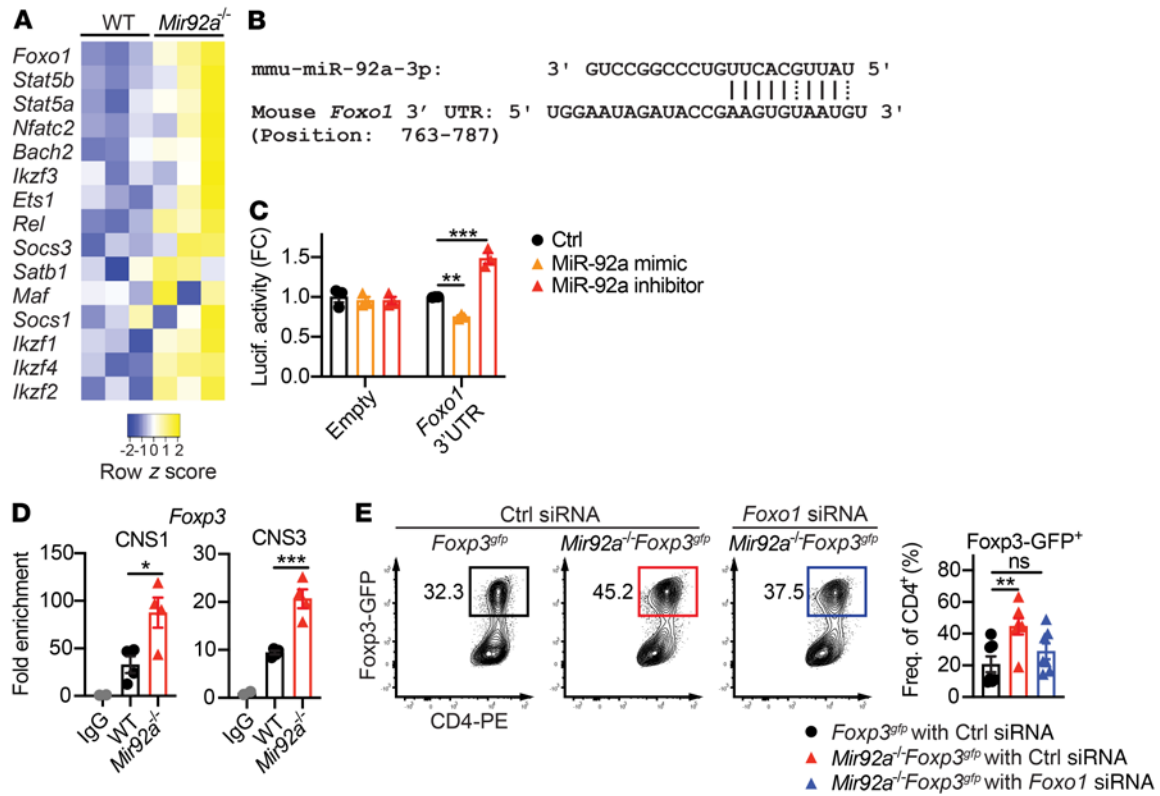 A
WT Mir92a-/-
Foxo1
Stat5b
Stat5a
Nfatc2
Bach2
Ikzf3
Ets1
Rel
Socs3
Satb1
Maf
Socs1
Ikzf1
Ikzf4
Ikzf2
-2-1 0 1 2
Row z score
B
mmu-miR-92a-3p: 3' GUCCGGCCCUGUUCACGUUAU 5'
Mouse Foxo1 3' UTR: 5' UGGAAUAGAUACCGAAGUGUAAUGU 3'
(Position: 763-787)
C
Lucif. activity (FC)
1.5
1.0
0.5
0.0
***
**
Empty
Foxo1
3'UTR
Ctrl
MiR-92a mimic
MiR-92a inhibitor
D
Foxp3
CNS1
CNS3
Fold enrichment
150
100
50
0
*
IgG
WT
Mir92a-/-
30
20
10
0
***
IgG
WT
Mir92a-/-
E
Ctrl siRNA
Foxo1 siRNA
Foxp3gfp
Mir92a-/-Foxp3gfp
Mir92a-/-Foxp3gfp
32.3
45.2
37.5
Foxp3-GFP
CD4-PE
Foxp3-GFP+
Freq. of CD4+ (%)
80
60
40
20
0
ns
**
Foxp3gfp with Ctrl siRNA
Mir92a-/-Foxp3gfp with Ctrl siRNA
Mir92a-/-Foxp3gfp with Foxo1 siRNA